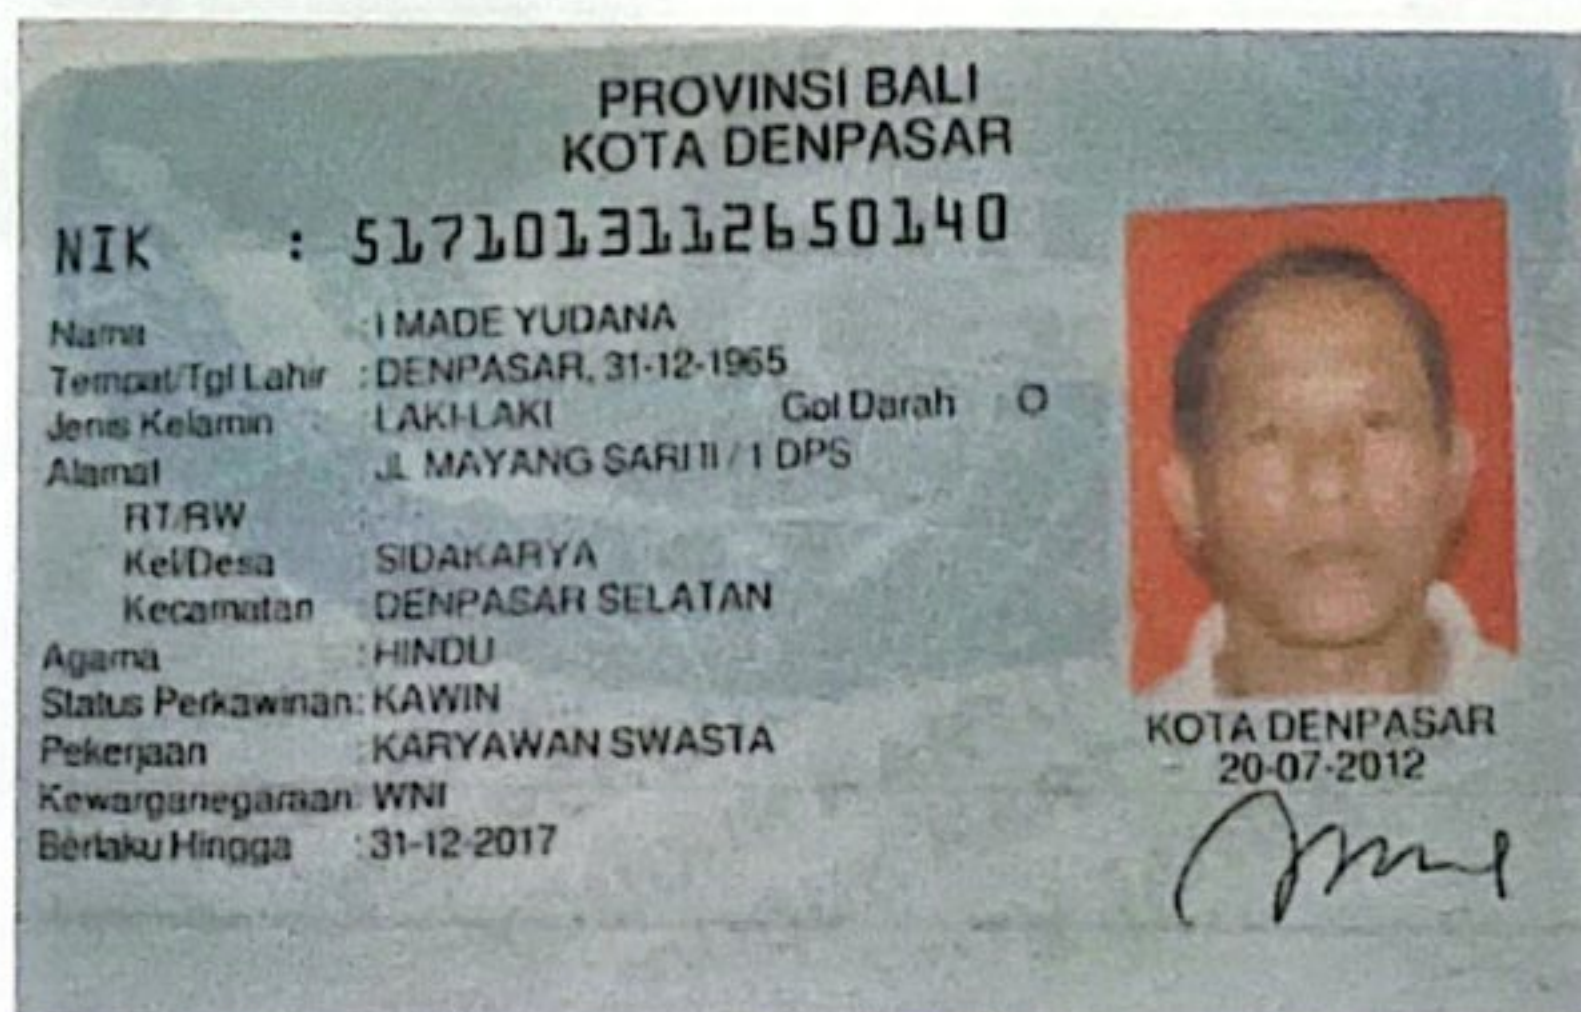 PROVINSI BALI
KOTA DENPASAR
NIK : 5171013112650140
Nama : I MADE YUDANA
Tempat/Tgl Lahir : DENPASAR, 31-12-1965
Jenis Kelamin : LAKI-LAKI Gol Darah : O
Alamat JL MAYANG SARI II / 1 DPS
RT/RW :
Kel/Desa SIDAKARYA
Kecamatan : DENPASAR SELATAN
Agama : HINDU
Status Perkawinan: KAWIN
Pekerjaan : KARYAWAN SWASTA
Kewarganegaraan: WNI
Berlaku Hingga : 31-12-2017
KOTA DENPASAR
20-07-2012